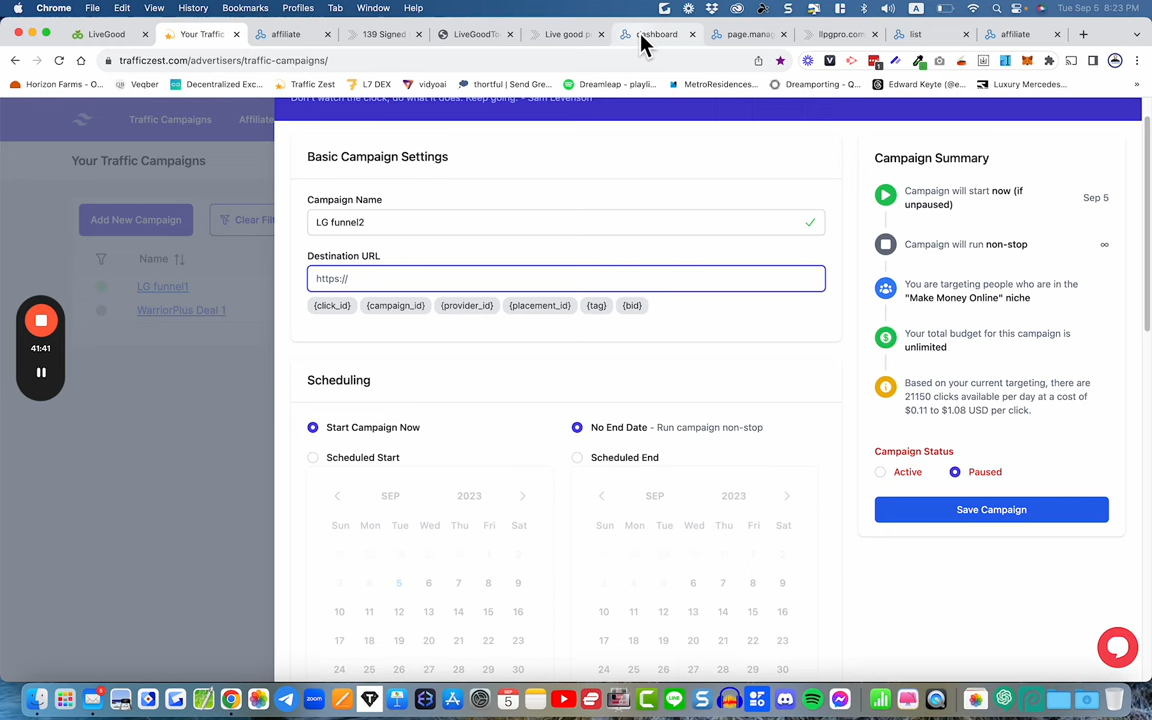 Chrome File Edit View History Bookmarks Profiles Tab Window Help
A
Tue Sep 5 8:23 PM
LiveGood
Your Traffic
affiliate
139 Signed
LiveGoodTo
Live good p
dashboard
page.manag
llpgpro.com
list
affiliate
trafficzest.com/advertisers/traffic-campaigns/
Horizon Farms - O...
Veqber
Decentralized Exc...
Traffic Zest
L7 DEX
vidyoai
thortful | Send Gre...
Dreamleap - playli...
MetroResidences:...
Dreamporting - Q...
Edward Keyte (@e...
Luxury Mercedes...
»
Don't watch the clock, do what it does. Keep going. - Sam Levenson
Traffic Campaigns
Affiliate
Your Traffic Campaigns
Add New Campaign
Clear Filt
Name
LG funnel1
WarriorPlus Deal 1
41:41
Basic Campaign Settings
Campaign Name
LG funnel2
Destination URL
https://
{click_id} {campaign_id} {provider_id} {placement_id} {tag} {bid}
Scheduling
Start Campaign Now
No End Date - Run campaign non-stop
Scheduled Start
Scheduled End
SEP 2023
SEP 2023
Sun Mon Tue Wed Thu Fri Sat
Sun Mon Tue Wed Thu Fri Sat
5 6 7 8 9
6 7 8 9
10 11 12 13 14 15 16
10 11 12 13 14 15 16
17 18 19 20 21 22 23
17 18 19 20 21 22 23
24 25 26 27 28 29 30
24 25 26 27 28 29 30
Campaign Summary
Campaign will start now (if
unpaused)
Sep 5
Campaign will run non-stop
∞
You are targeting people who are in the
"Make Money Online" niche
Your total budget for this campaign is
unlimited
Based on your current targeting, there are
21150 clicks available per day at a cost of
$0.11 to $1.08 USD per click.
Campaign Status
Active
Paused
Save Campaign
zoom
5
LINE